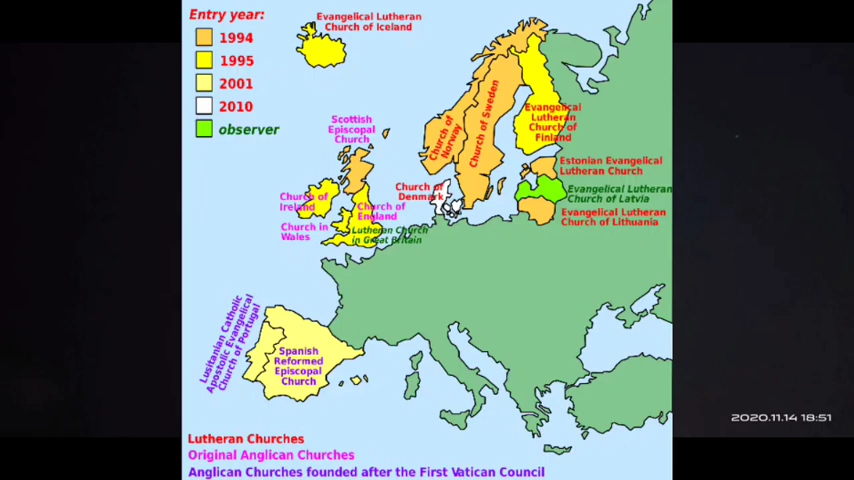 Entry year:
1994
1995
2001
2010
observer
Evangelical Lutheran
Church of Iceland
Scottish
Episcopal
Church
Church of
Norway
Church of Sweden
Evangelical
Lutheran
Church of
Finland
Estonian Evangelical
Lutheran Church
Church of
Denmark
Evangelical Lutheran
Church of Latvia
Church of
Ireland
Church of
England
Evangelical Lutheran
Church of Lithuania
Church in
Wales
Lutheran Church
in Great Britain
Lusitanian Catholic
Apostolic Evangelical
Church of Portugal
Spanish
Reformed
Episcopal
Church
2020.11.14 18:51
Lutheran Churches
Original Anglican Churches
Anglican Churches founded after the First Vatican Council